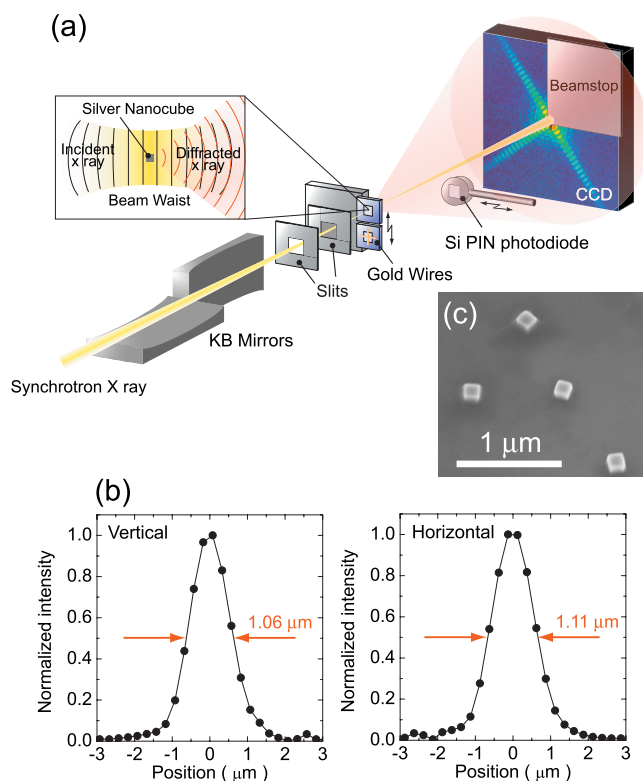 (a)
Silver Nanocube
Incident
x ray
Diffracted
x ray
Beam Waist
Beamstop
CCD
Si PIN photodiode
Gold Wires
Slits
KB Mirrors
Synchrotron X ray
(c)
1 μm
(b)
Vertical
1.06 μm
Normalized intensity
1.0
0.8
0.6
0.4
0.2
0.0
-3 -2 -1 0 1 2 3
Position ( μm)
Horizontal
1.11 μm
Normalized intensity
1.0
0.8
0.6
0.4
0.2
0.0
-3 -2 -1 0 1 2 3
Position ( μm)